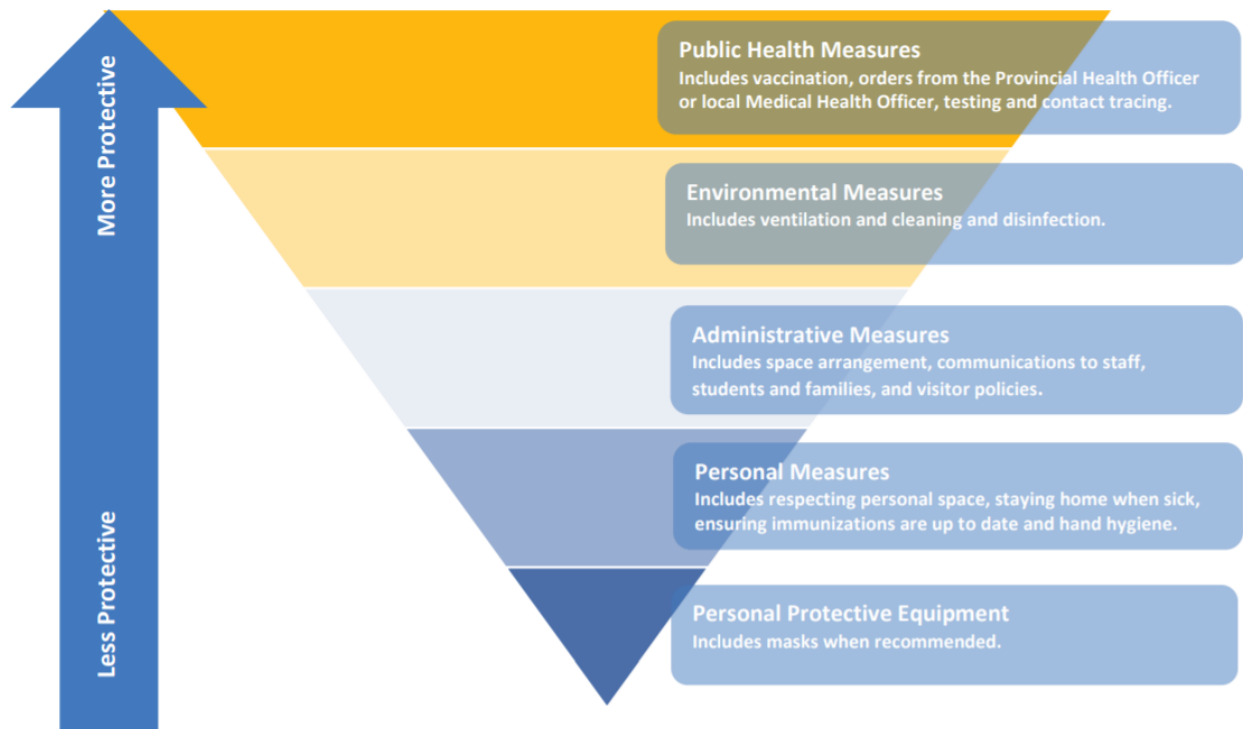 More Protective
Less Protective
Public Health Measures
Includes vaccination, orders from the Provincial Health Officer
or local Medical Health Officer, testing and contact tracing.
Environmental Measures
Includes ventilation and cleaning and disinfection.
Administrative Measures
Includes space arrangement, communications to staff,
students and families, and visitor policies.
Personal Measures
Includes respecting personal space, staying home when sick,
ensuring immunizations are up to date and hand hygiene.
Personal Protective Equipment
Includes masks when recommended.